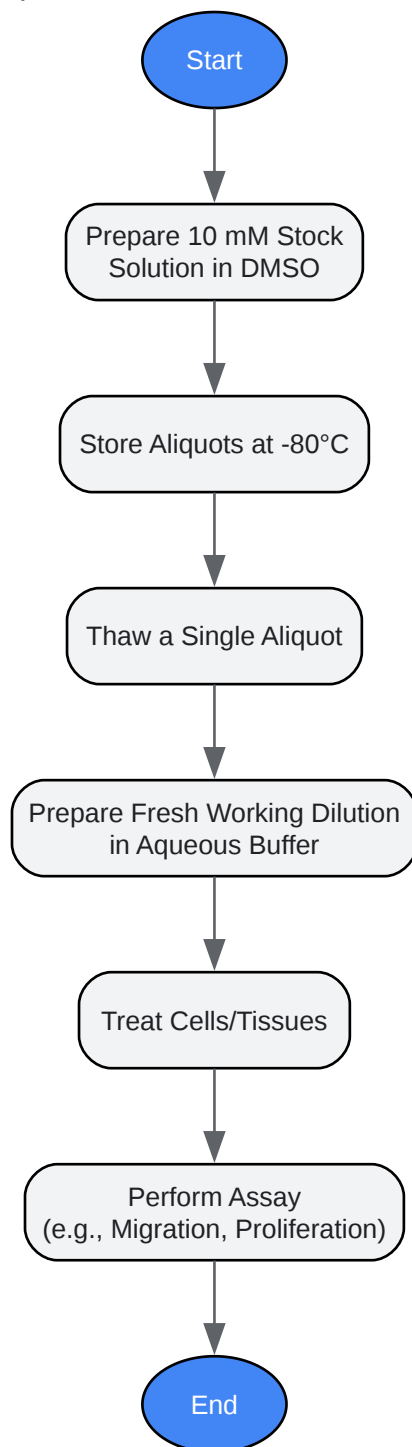 Start
Prepare 10 mM Stock
Solution in DMSO
Store Aliquots at -80°C
Thaw a Single Aliquot
Prepare Fresh Working Dilution
in Aqueous Buffer
Treat Cells/Tissues
Perform Assay
(e.g., Migration, Proliferation)
End